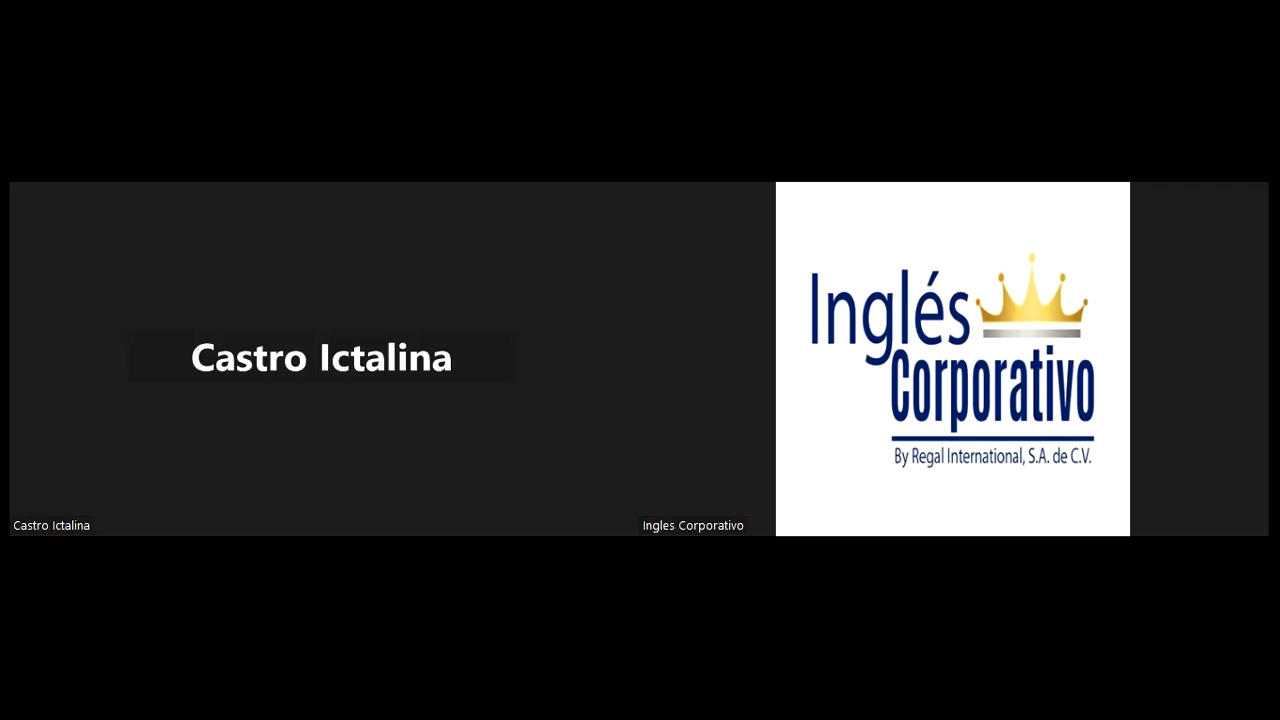 Castro Ictalina
Castro Ictalina
Ingles Corporativo
Inglés
Corporativo
By Regal International, S.A. de C.V.